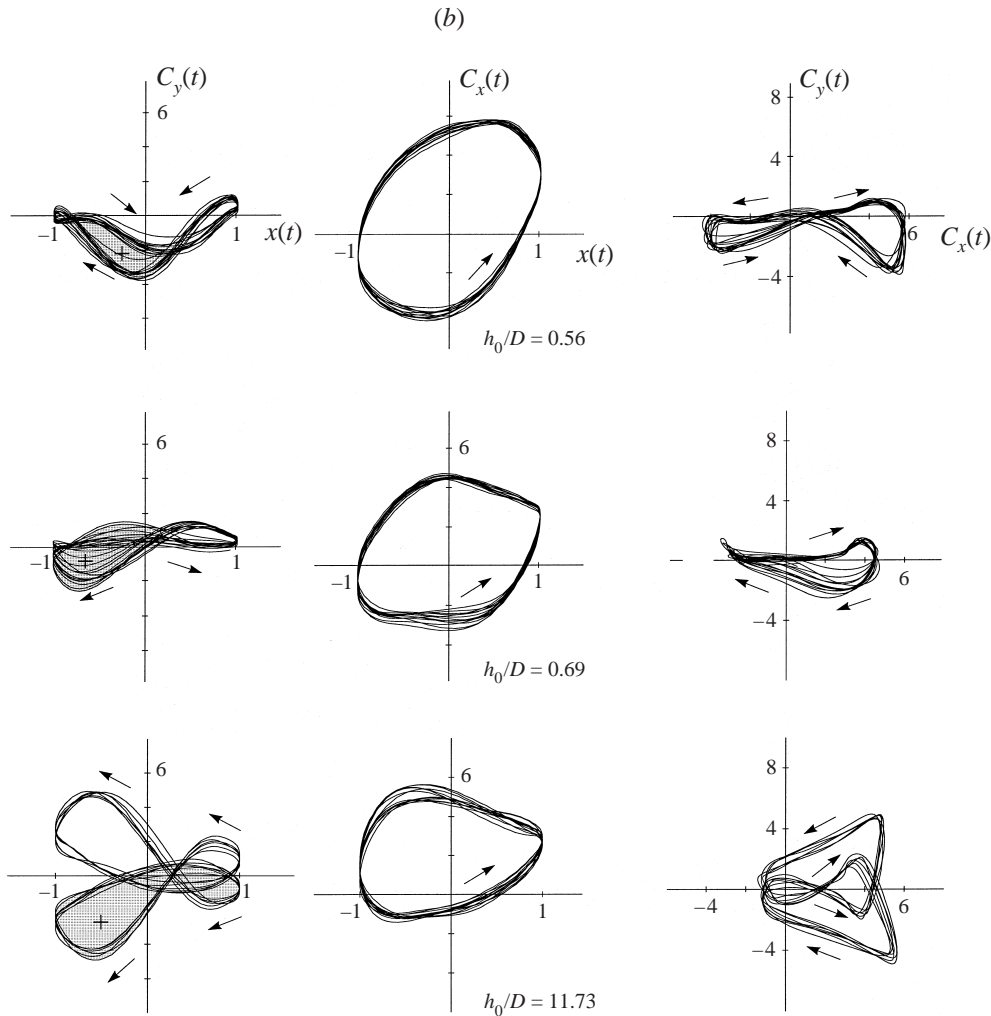 (b)
C_y(t) C_x(t) C_y(t)
8
6
4
−1 1 x(t) −1 1 x(t) 6 C_x(t)
−4
h_0/D = 0.56
8
6 6
4
−1 1 −1 1 6
−4
h_0/D = 0.69
8
6 6
4
−1 1 −1 1 −4 6
−4
h_0/D = 11.73